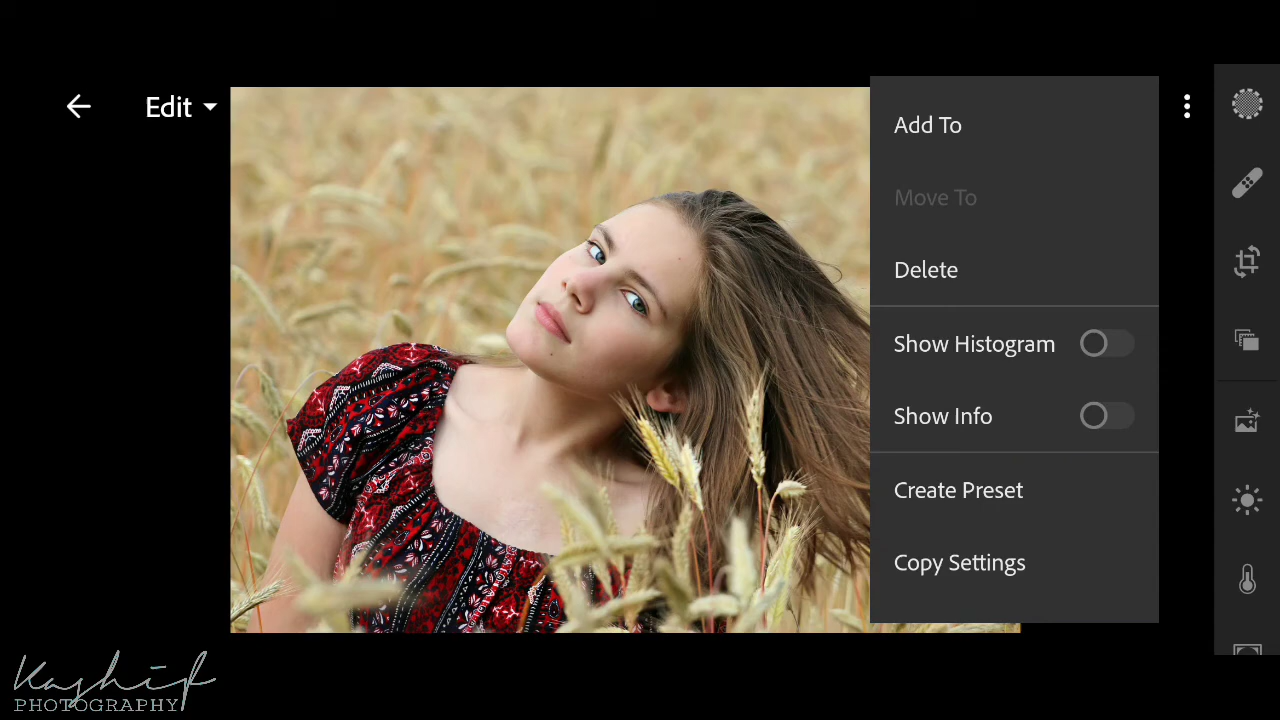 Edit
Add To
Move To
Delete
Show Histogram
Show Info
Create Preset
Copy Settings
Kashif
PHOTOGRAPHY